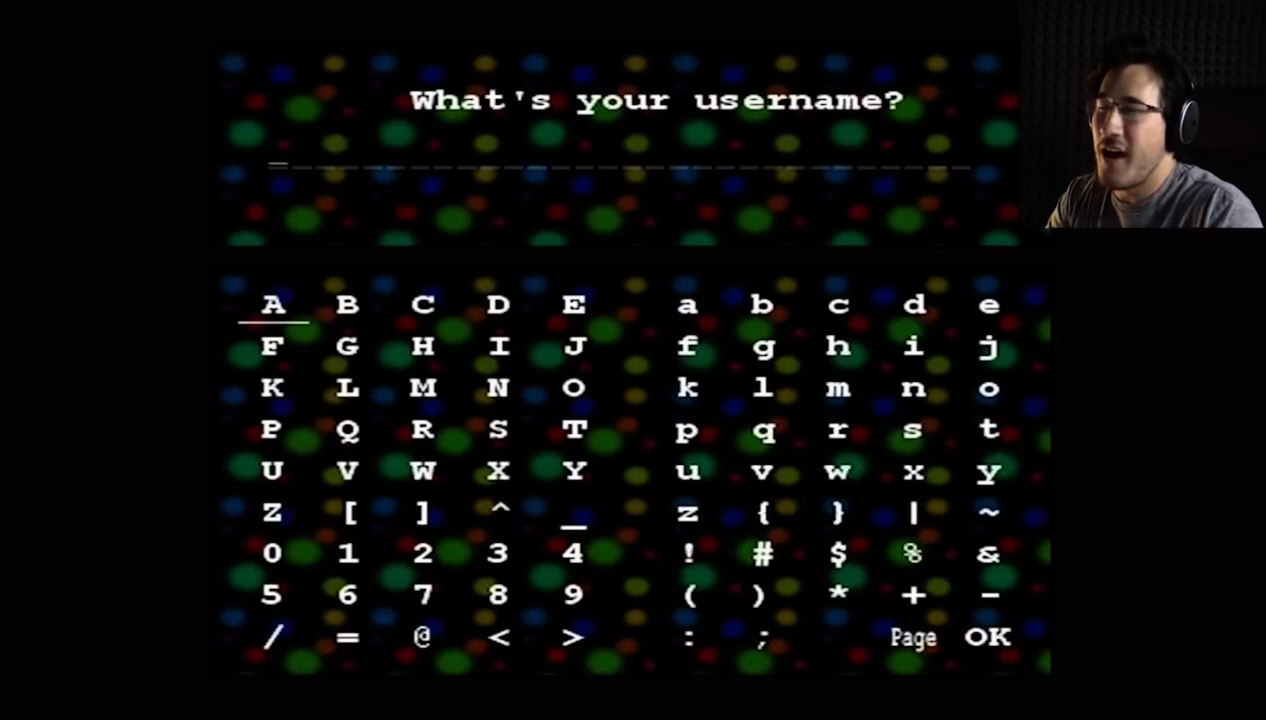 What's your username?
A B C D E a b c d e
F G H I J f g h i j
K L M N O k l m n o
P Q R S T p q r s t
U V W X Y u v w x y
Z [ ] ^ _ z { } | ~
0 1 2 3 4 ! # $ % &
5 6 7 8 9 ( ) * + -
/ = @ < > : ; Page OK